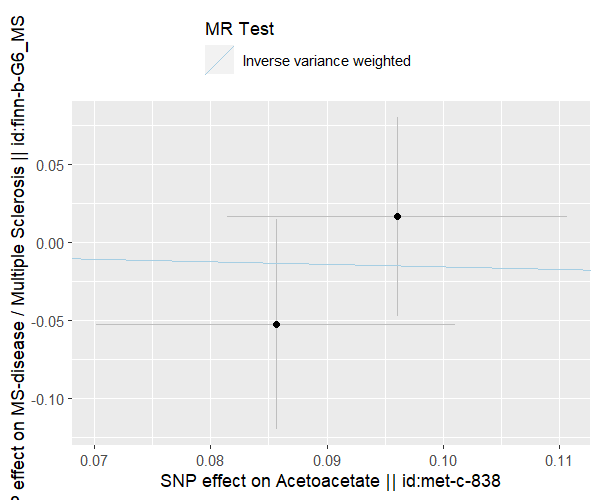 MR Test
Inverse variance weighted
effect on MS-disease / Multiple Sclerosis || id:finn-b-G6_MS
0.05
0.00
-0.05
-0.10
0.07
0.08
0.09
0.10
0.11
SNP effect on Acetoacetate || id:met-c-838